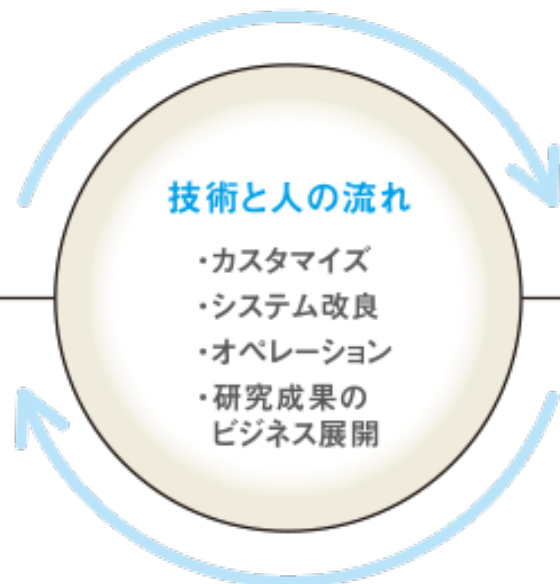 技術と人の流れ
・カスタマイズ
・システム改良
・オペレーション
・研究成果の
ビジネス展開